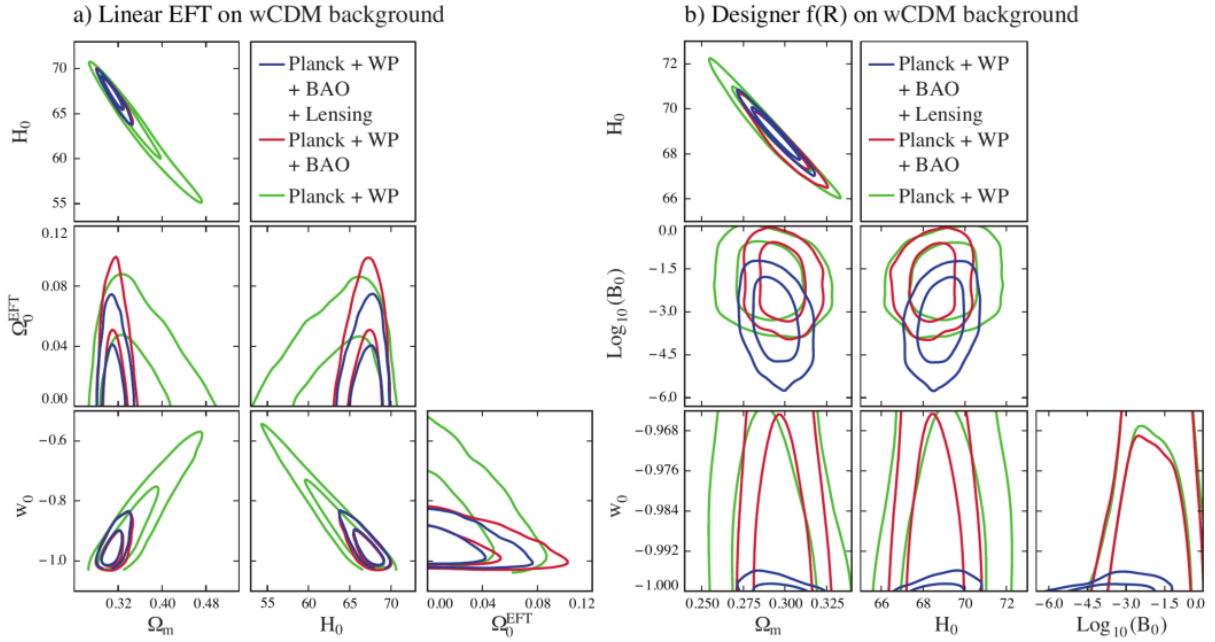 a) Linear EFT on wCDM background
b) Designer f(R) on wCDM background
H₀
70
65
60
55
Planck + WP
+ BAO
+ Lensing
Planck + WP
+ BAO
Planck + WP
Ω₀^EFT
0.12
0.08
0.04
0.00
w₀
−0.6
−0.8
−1.0
0.32 0.40 0.48
Ω_m
55 60 65 70
H₀
0.00 0.04 0.08 0.12
Ω₀^EFT
H₀
72
70
68
66
Planck + WP
+ BAO
+ Lensing
Planck + WP
+ BAO
Planck + WP
Log₁₀(B₀)
0.0
−1.5
−3.0
−4.5
−6.0
w₀
−0.968
−0.976
−0.984
−0.992
−1.000
0.250 0.275 0.300 0.325
Ω_m
66 68 70 72
H₀
−6.0 −4.5 −3.0 −1.5 0.0
Log₁₀(B₀)